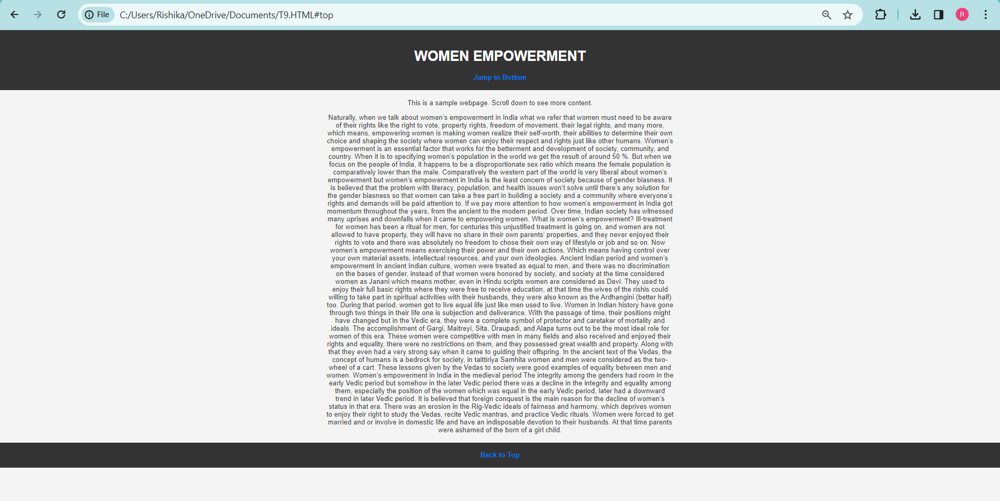 File C:/Users/Rishika/OneDrive/Documents/T9.HTML#top R
WOMEN EMPOWERMENT
Jump to Bottom
This is a sample webpage. Scroll down to see more content.
Naturally, when we talk about women’s empowerment in India what we refer that women must need to be aware
of their rights like the right to vote, property rights, freedom of movement, their legal rights, and many more,
which means, empowering women is making women realize their self-worth, their abilities to determine their own
choice and shaping the society where women can enjoy their respect and rights just like other humans. Women’s
empowerment is an essential factor that works for the betterment and development of society, community, and
country. When it is to specifying women’s population in the world we get the result of around 50 %. But when we
focus on the people of India, it happens to be a disproportionate sex ratio which means the female population is
comparatively lower than the male. Comparatively the western part of the world is very liberal about women’s
empowerment but women’s empowerment in India is the least concern of society because of gender biasness. It
is believed that the problem with literacy, population, and health issues won’t solve until there’s any solution for
the gender biasness so that women can take a free part in building a society and a community where everyone’s
rights and demands will be paid attention to. If we pay more attention to how women’s empowerment in India got
momentum throughout the years, from the ancient to the modern period. Over time, Indian society has witnessed
many uprises and downfalls when it came to empowering women. What is women’s empowerment? Ill-treatment
for women has been a ritual for men, for centuries this unjustified treatment is going on, and women are not
allowed to have property, they will have no share in their own parents’ properties, and they never enjoyed their
rights to vote and there was absolutely no freedom to chose their own way of lifestyle or job and so on. Now
women’s empowerment means exercising their power and their own actions. Which means having control over
your own material assets, intellectual resources, and your own ideologies. Ancient Indian period and women’s
empowerment In ancient Indian culture, women were treated as equal to men, and there was no discrimination
on the bases of gender, instead of that women were honored by society, and society at the time considered
women as Janani which means mother, even in Hindu scripts women are considered as Devi. They used to
enjoy their full basic rights where they were free to receive education, at that time the wives of the rishis could
willing to take part in spiritual activities with their husbands, they were also known as the Ardhangini (better half)
too. During that period, women got to live equal life just like men used to live. Women in Indian history have gone
through two things in their life one is subjection and deliverance. With the passage of time, their positions might
have changed but in the Vedic era, they were a complete symbol of protector and caretaker of mortality and
ideals. The accomplishment of Gargi, Maitreyi, Sita, Draupadi, and Alapa turns out to be the most ideal role for
women of this era. These women were competitive with men in many fields and also received and enjoyed their
rights and equality, there were no restrictions on them, and they possessed great wealth and property. Along with
that they even had a very strong say when it came to guiding their offspring. In the ancient text of the Vedas, the
concept of humans is a bedrock for society, in taittiriya Samhita women and men were considered as the two-
wheel of a cart. These lessons given by the Vedas to society were good examples of equality between men and
women. Women’s empowerment in India in the medieval period The integrity among the genders had room in the
early Vedic period but somehow in the later Vedic period there was a decline in the integrity and equality among
them, especially the position of the women which was equal in the early Vedic period, later had a downward
trend in later Vedic period. It is believed that foreign conquest is the main reason for the decline of women’s
status in that era. There was an erosion in the Rig-Vedic ideals of fairness and harmony, which deprives women
to enjoy their right to study the Vedas, recite Vedic mantras, and practice Vedic rituals. Women were forced to get
married and or involve in domestic life and have an indisposable devotion to their husbands. At that time parents
were ashamed of the born of a girl child.
Back to Top